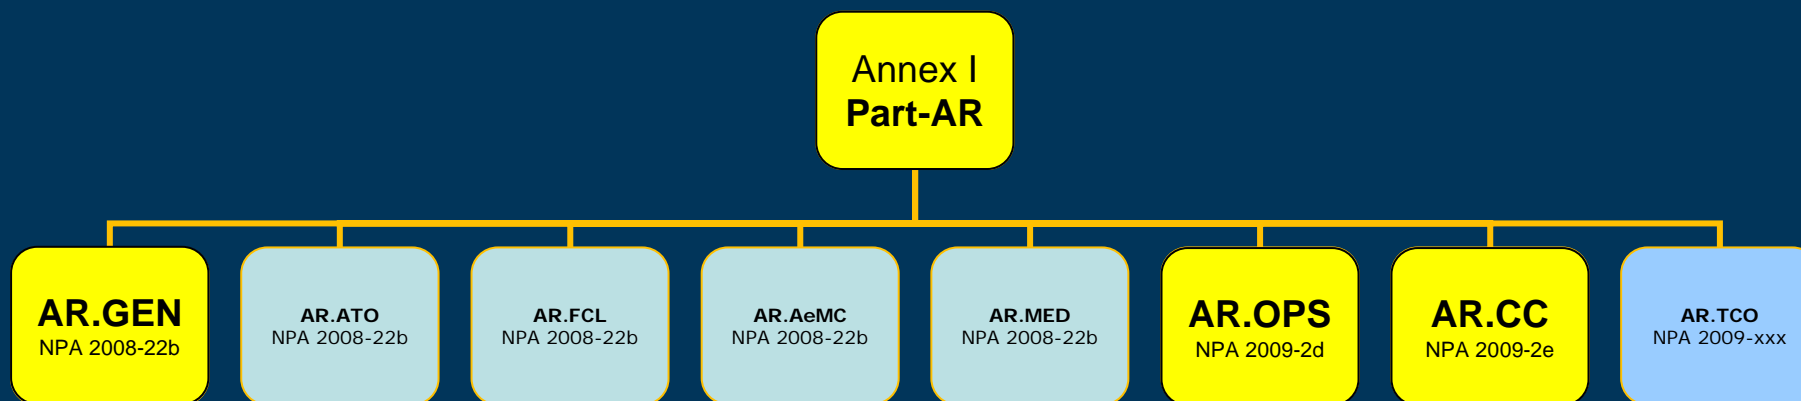 Annex I
Part-AR
AR.GEN
NPA 2008-22b
AR.ATO
NPA 2008-22b
AR.FCL
NPA 2008-22b
AR.AeMC
NPA 2008-22b
AR.MED
NPA 2008-22b
AR.OPS
NPA 2009-2d
AR.CC
NPA 2009-2e
AR.TCO
NPA 2009-xxx